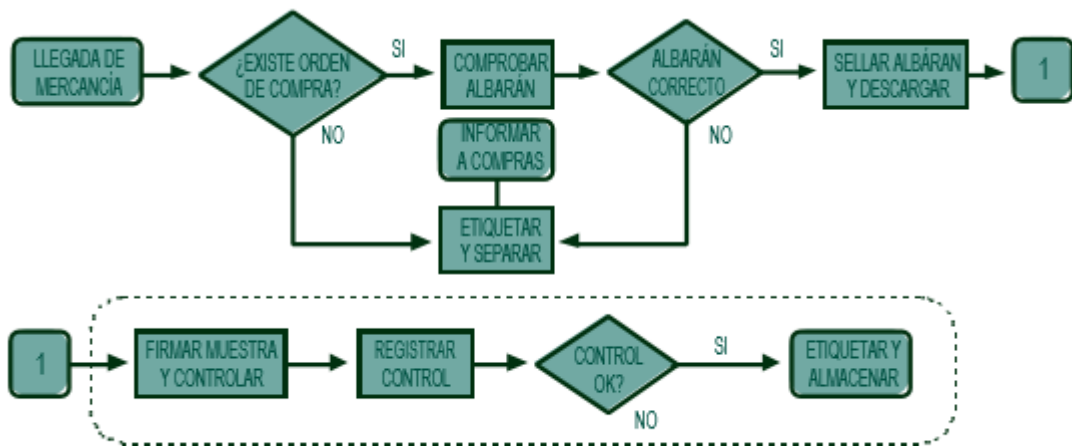 LLEGADA DE
MERCANCÍA
¿EXISTE ORDEN
DE COMPRA?
SI
NO
COMPROBAR
ALBARÁN
INFORMAR
A COMPRAS
ETIQUETAR
Y SEPARAR
ALBARÁN
CORRECTO
SI
NO
SELLAR ALBÁRAN
Y DESCARGAR
1
1
FIRMAR MUESTRA
Y CONTROLAR
REGISTRAR
CONTROL
CONTROL
OK?
SI
NO
ETIQUETAR Y
ALMACENAR